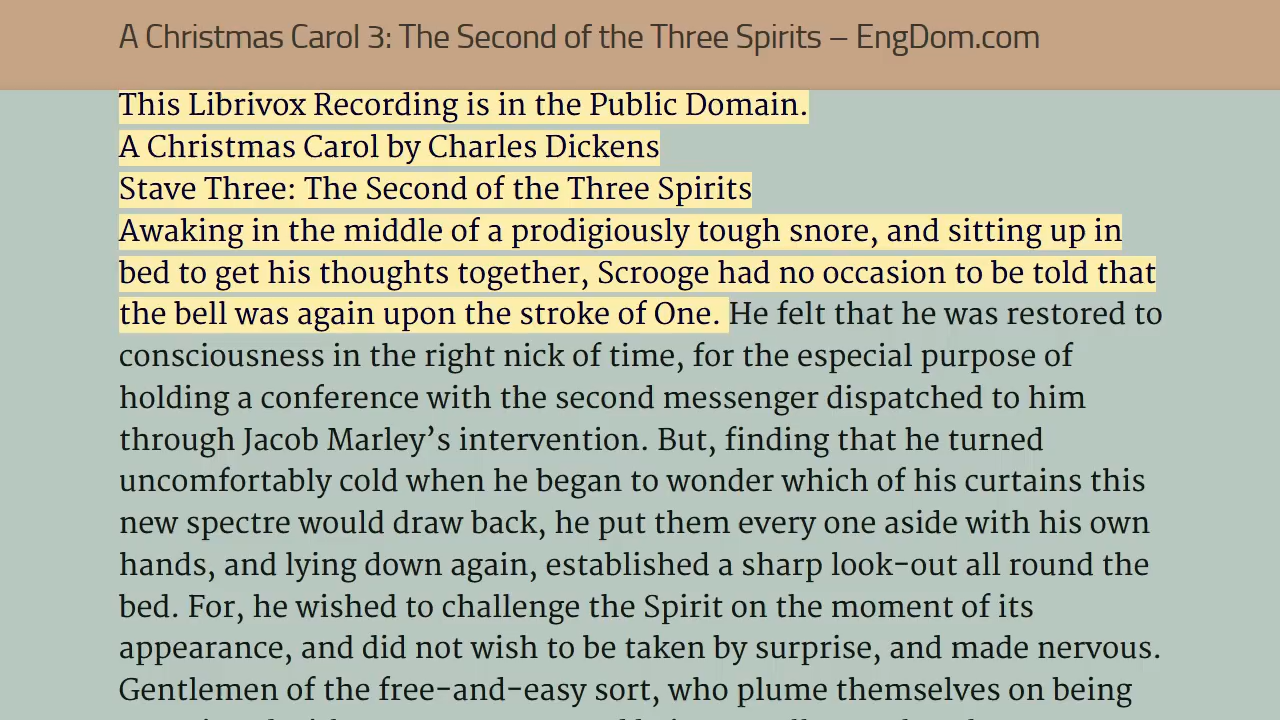 A Christmas Carol 3: The Second of the Three Spirits – EngDom.com
This Librivox Recording is in the Public Domain.
A Christmas Carol by Charles Dickens
Stave Three: The Second of the Three Spirits
Awaking in the middle of a prodigiously tough snore, and sitting up in
bed to get his thoughts together, Scrooge had no occasion to be told that
the bell was again upon the stroke of One. He felt that he was restored to
consciousness in the right nick of time, for the especial purpose of
holding a conference with the second messenger dispatched to him
through Jacob Marley’s intervention. But, finding that he turned
uncomfortably cold when he began to wonder which of his curtains this
new spectre would draw back, he put them every one aside with his own
hands, and lying down again, established a sharp look-out all round the
bed. For, he wished to challenge the Spirit on the moment of its
appearance, and did not wish to be taken by surprise, and made nervous.
Gentlemen of the free-and-easy sort, who plume themselves on being